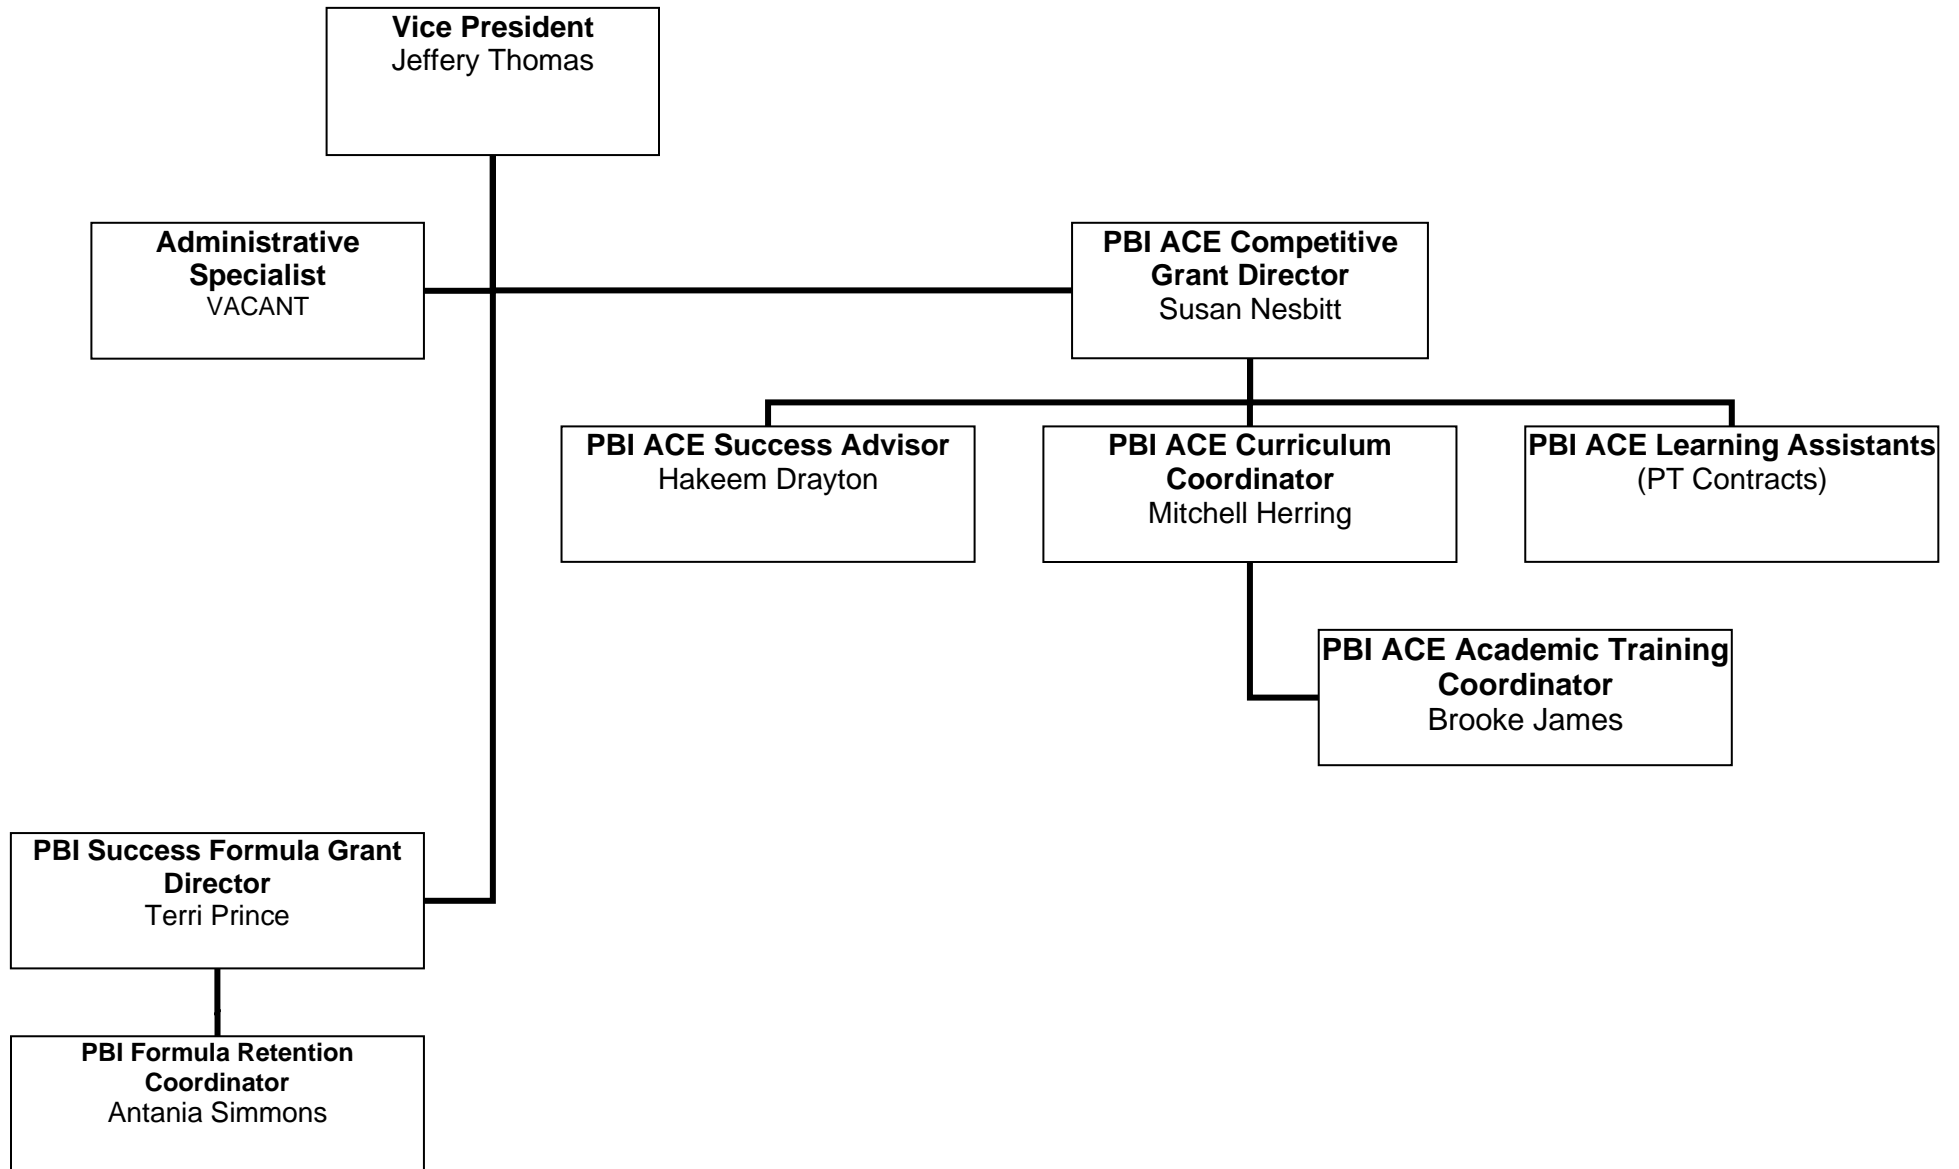 Vice President
Jeffery Thomas
Administrative
Specialist
VACANT
PBI ACE Competitive
Grant Director
Susan Nesbitt
PBI ACE Success Advisor
Hakeem Drayton
PBI ACE Curriculum
Coordinator
Mitchell Herring
PBI ACE Learning Assistants
(PT Contracts)
PBI ACE Academic Training
Coordinator
Brooke James
PBI Success Formula Grant
Director
Terri Prince
PBI Formula Retention
Coordinator
Antania Simmons